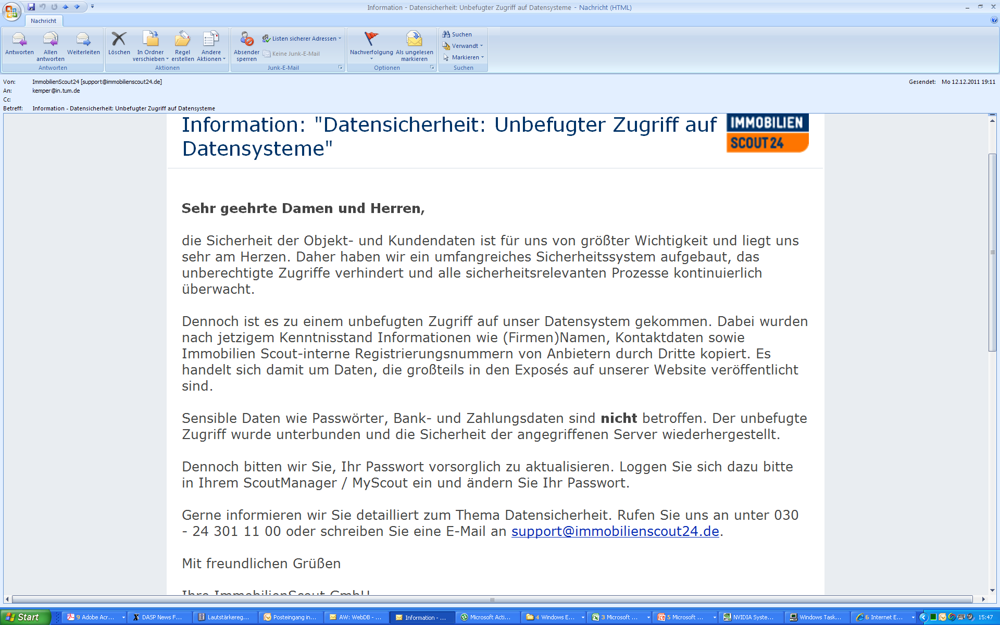 Information - Datensicherheit: Unbefugter Zugriff auf Datensysteme - Nachricht (HTML)
Nachricht
Antworten
Allen antworten
Weiterleiten
Antworten
Löschen
In Ordner verschieben
Regel erstellen
Andere Aktionen
Aktionen
Absender sperren
Listen sicherer Adressen
Keine Junk-E-Mail
Junk-E-Mail
Nachverfolgung
Als ungelesen markieren
Optionen
Suchen
Verwandt
Markieren
Suchen
Von: ImmobilienScout24 [support@immobilienscout24.de]
Gesendet: Mo 12.12.2011 19:11
An: kemper@in.tum.de
Cc:
Betreff: Information - Datensicherheit: Unbefugter Zugriff auf Datensysteme
Information: "Datensicherheit: Unbefugter Zugriff auf
Datensysteme"
IMMOBILIEN
SCOUT24
Sehr geehrte Damen und Herren,
die Sicherheit der Objekt- und Kundendaten ist für uns von größter Wichtigkeit und liegt uns
sehr am Herzen. Daher haben wir ein umfangreiches Sicherheitssystem aufgebaut, das
unberechtigte Zugriffe verhindert und alle sicherheitsrelevanten Prozesse kontinuierlich
überwacht.
Dennoch ist es zu einem unbefugten Zugriff auf unser Datensystem gekommen. Dabei wurden
nach jetzigem Kenntnisstand Informationen wie (Firmen)Namen, Kontaktdaten sowie
Immobilien Scout-interne Registrierungsnummern von Anbietern durch Dritte kopiert. Es
handelt sich damit um Daten, die großteils in den Exposés auf unserer Website veröffentlicht
sind.
Sensible Daten wie Passwörter, Bank- und Zahlungsdaten sind nicht betroffen. Der unbefugte
Zugriff wurde unterbunden und die Sicherheit der angegriffenen Server wiederhergestellt.
Dennoch bitten wir Sie, Ihr Passwort vorsorglich zu aktualisieren. Loggen Sie sich dazu bitte
in Ihrem ScoutManager / MyScout ein und ändern Sie Ihr Passwort.
Gerne informieren wir Sie detailliert zum Thema Datensicherheit. Rufen Sie uns an unter 030
- 24 301 11 00 oder schreiben Sie eine E-Mail an support@immobilienscout24.de.
Mit freundlichen Grüßen
Ihre ImmobilienScout GmbH
Start
9 Adobe Acr...
DASP News F...
Lautstärkereg...
Posteingang in...
AW: WebDB - ...
Information - ...
Microsoft Acti...
4 Windows E...
3 Microsoft ...
5 Microsoft ...
NVIDIA Syste...
Windows Task...
6 Internet E...
15:47